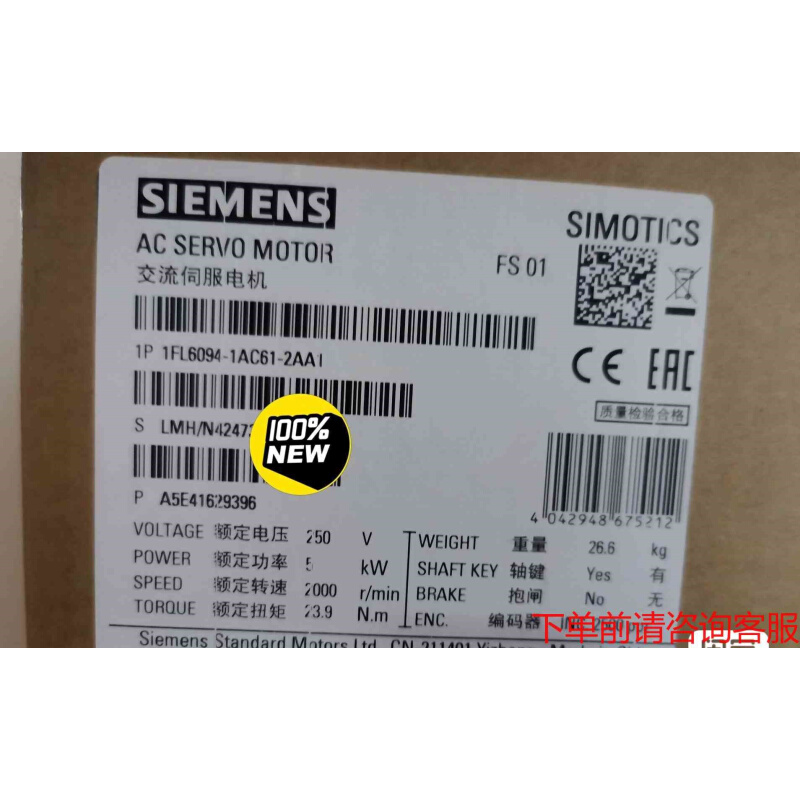 SIEMENS
SIMOTICS
AC SERVO MOTOR
FS 01
交流伺服电机
1P 1FL6094-1AC61-2AA1
CE EAC
质量检验合格
S LMH/N4247
100%
NEW
P A5E41629396
4 042948 675212
VOLTAGE 额定电压 250 V
POWER 额定功率 5 kW
SPEED 额定转速 2000 r/min
TORQUE 额定扭矩 23.9 N.m
WEIGHT 重量 26.6 kg
SHAFT KEY 轴键 Yes 有
BRAKE 抱闸 No 无
ENC. 编码器
下单前请咨询客服
Siemens Standard Motors Ltd. CN-211401